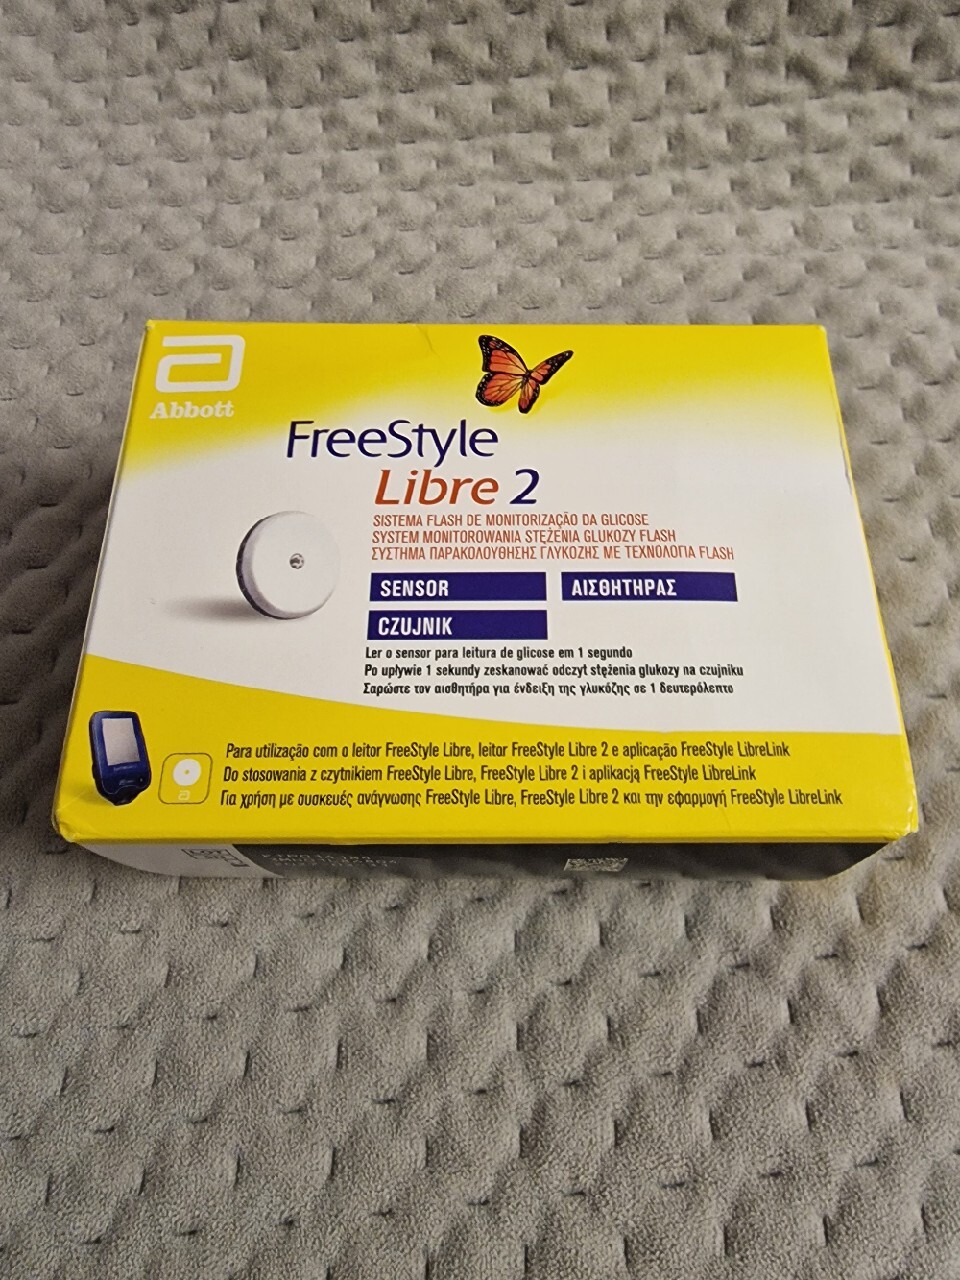 Abbott
FreeStyle
Libre 2
SISTEMA FLASH DE MONITORIZAÇÃO DA GLICOSE
SYSTEM MONITOROWANIA STĘŻENIA GLUKOZY FLASH
ΣΥΣΤΗΜΑ ΠΑΡΑΚΟΛΟΥΘΗΣΗΣ ΓΛΥΚΟΖΗΣ ΜΕ ΤΕΧΝΟΛΟΓΙΑ FLASH
SENSOR
ΑΙΣΘΗΤΗΡΑΣ
CZUJNIK
Ler o sensor para leitura de glicose em 1 segundo
Po upływie 1 sekundy zeskanować odczyt stężenia glukozy na czujniku
Σαρώστε τον αισθητήρα για ένδειξη της γλυκόζης σε 1 δευτερόλεπτο
Para utilização com o leitor FreeStyle Libre, leitor FreeStyle Libre 2 e aplicação FreeStyle LibreLink
Do stosowania z czytnikiem FreeStyle Libre, FreeStyle Libre 2 i aplikacją FreeStyle LibreLink
Για χρήση με συσκευές ανάγνωσης FreeStyle Libre, FreeStyle Libre 2 και την εφαρμογή FreeStyle LibreLink